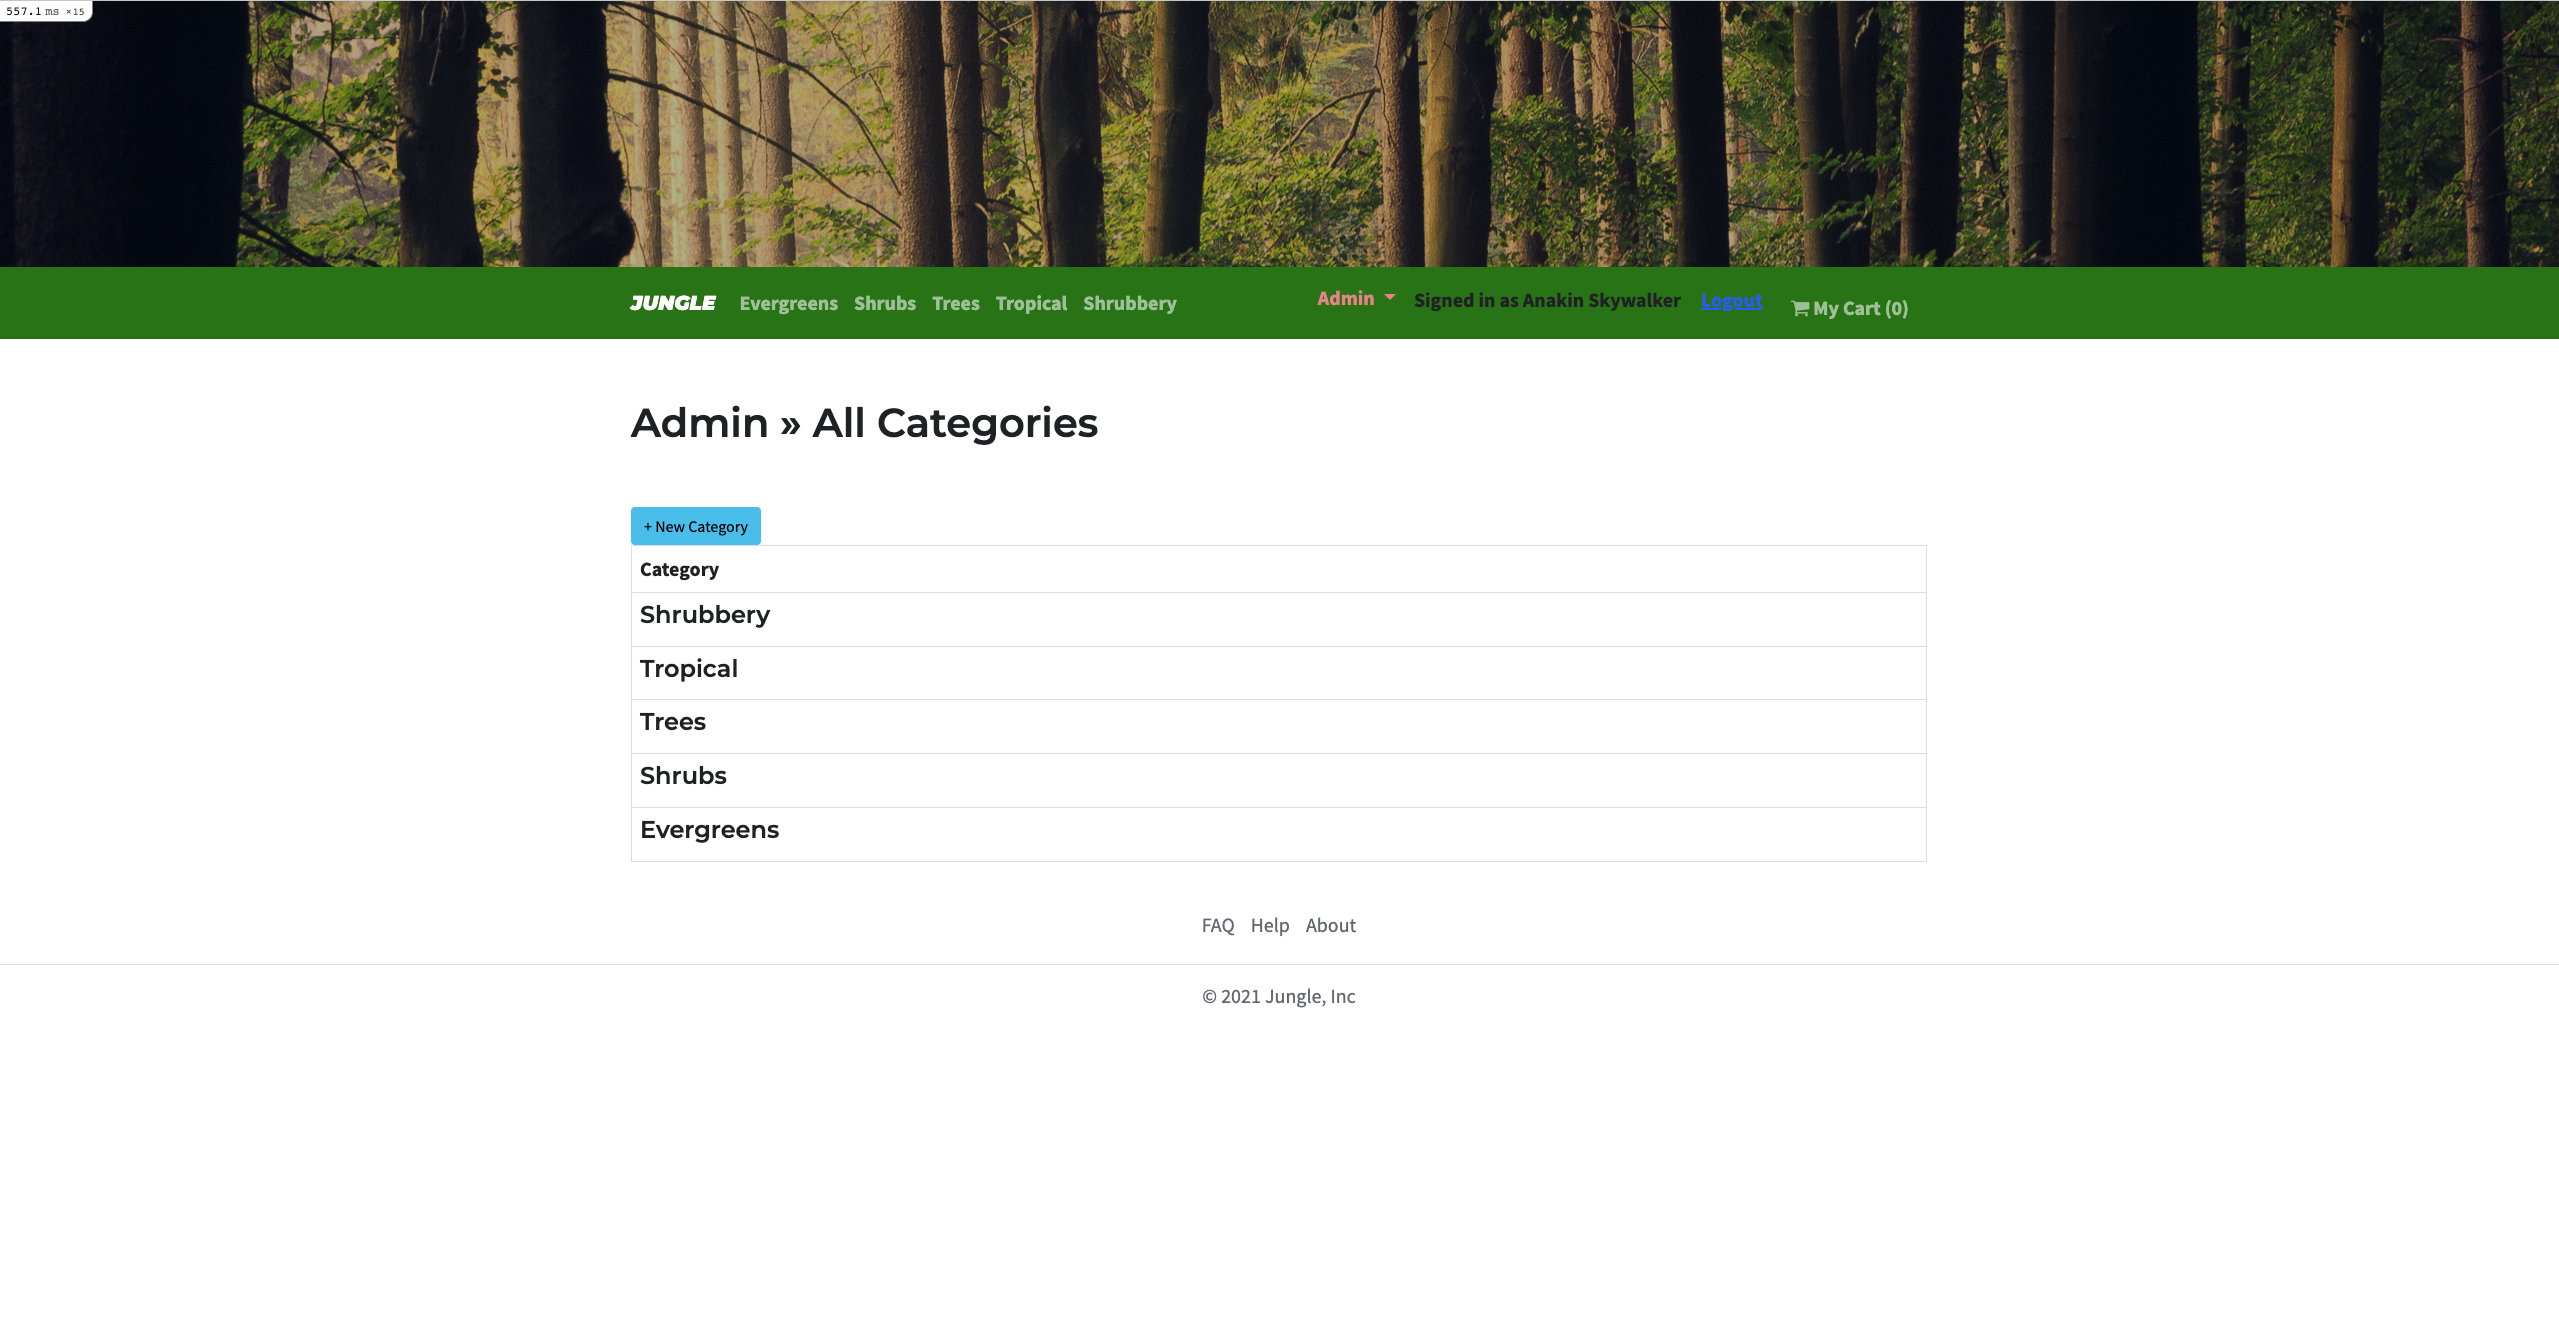 557.1 ms ×15
JUNGLE Evergreens Shrubs Trees Tropical Shrubbery Admin Signed in as Anakin Skywalker Logout My Cart (0)
Admin » All Categories
+ New Category
Category
Shrubbery
Tropical
Trees
Shrubs
Evergreens
FAQ Help About
© 2021 Jungle, Inc